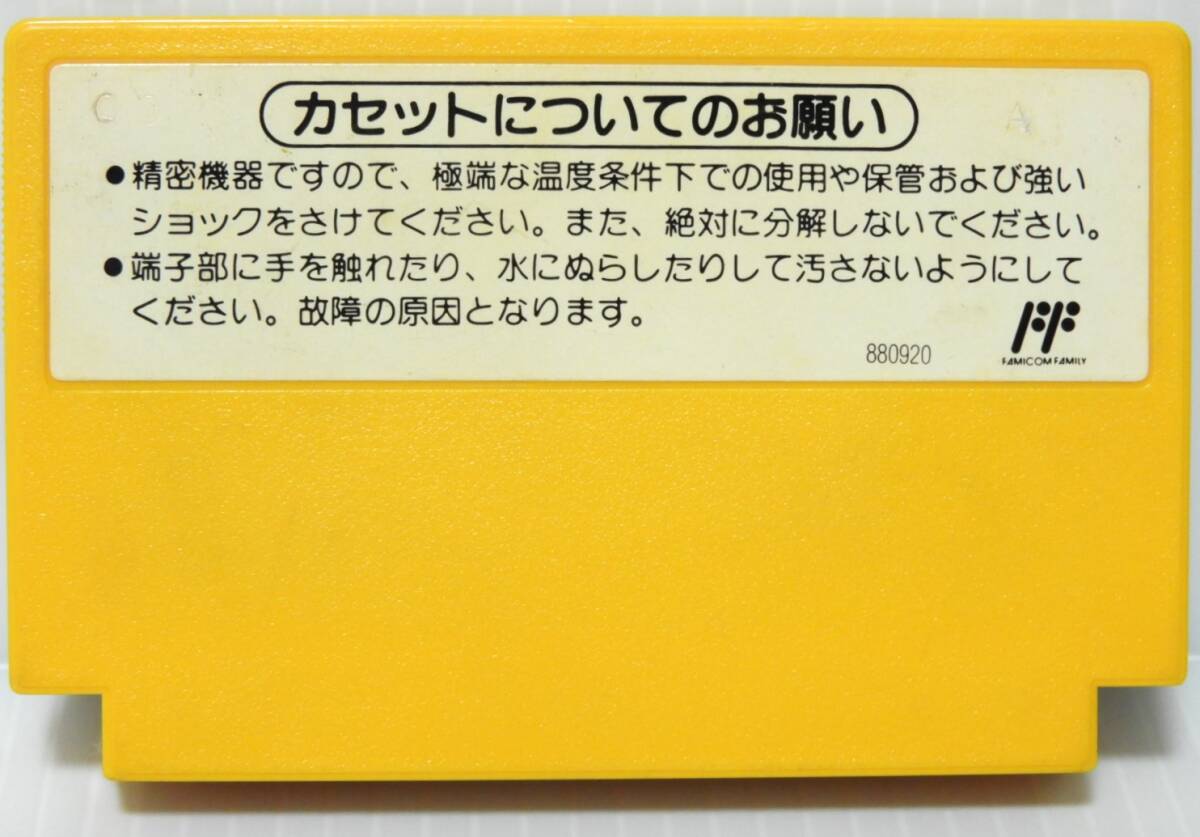 カセットについてのお願い
●精密機器ですので、極端な温度条件下での使用や保管および強い
ショックをさけてください。また、絶対に分解しないでください。
●端子部に手を触れたり、水にぬらしたりして汚さないようにして
ください。故障の原因となります。
880920
FAMICOM FAMILY